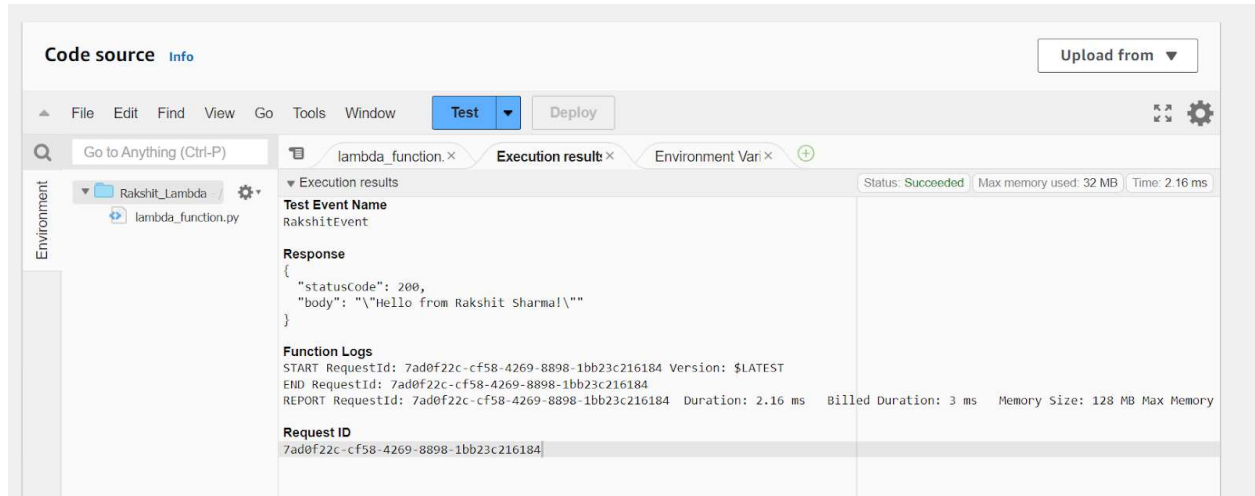 Code source Info
Upload from
File Edit Find View Go Tools Window Test Deploy
Go to Anything (Ctrl-P)
lambda_function. × Execution results × Environment Vari ×
Environment
Rakshit_Lambda - /
lambda_function.py
Execution results
Status: Succeeded Max memory used: 32 MB Time: 2.16 ms
Test Event Name
RakshitEvent
Response
{
"statusCode": 200,
"body": "\"Hello from Rakshit Sharma!\""
}
Function Logs
START RequestId: 7ad0f22c-cf58-4269-8898-1bb23c216184 Version: $LATEST
END RequestId: 7ad0f22c-cf58-4269-8898-1bb23c216184
REPORT RequestId: 7ad0f22c-cf58-4269-8898-1bb23c216184 Duration: 2.16 ms Billed Duration: 3 ms Memory Size: 128 MB Max Memory
Request ID
7ad0f22c-cf58-4269-8898-1bb23c216184